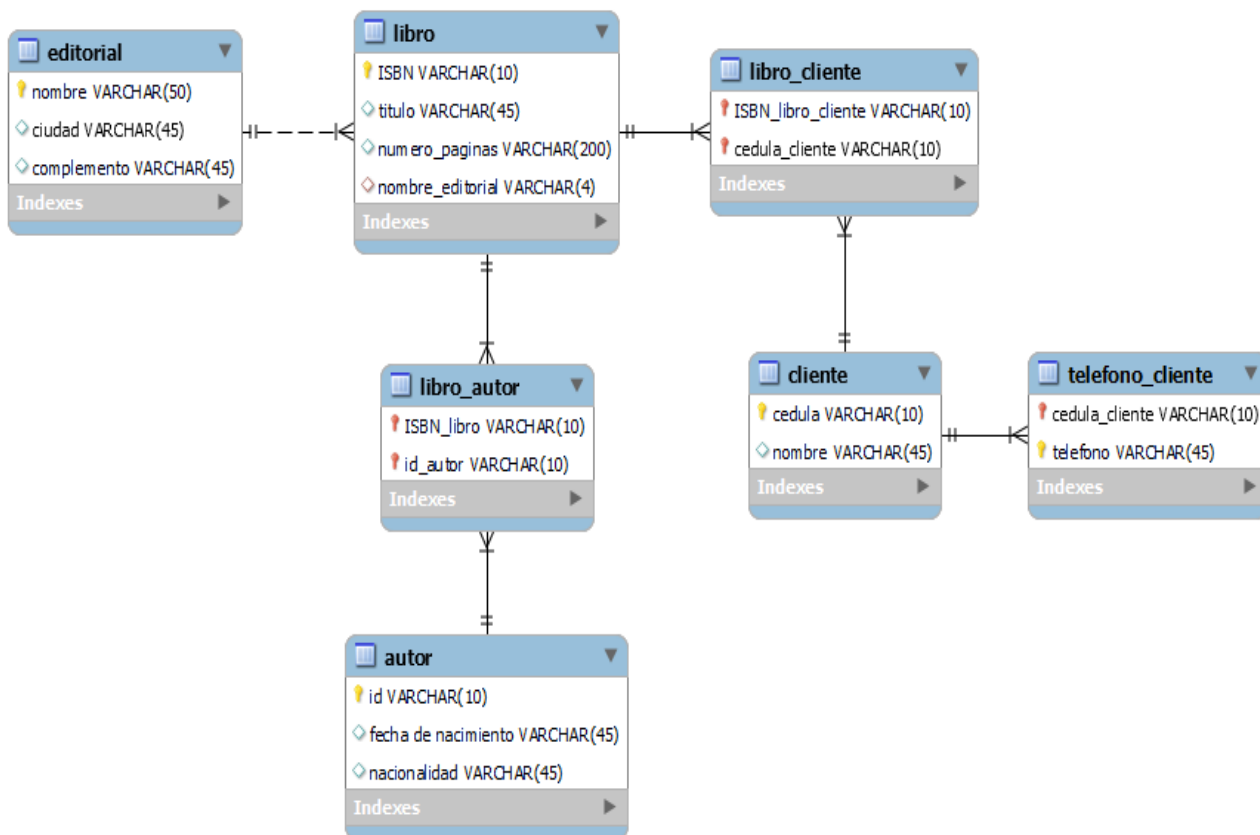 editorial
nombre VARCHAR(50)
ciudad VARCHAR(45)
complemento VARCHAR(45)
Indexes
libro
ISBN VARCHAR(10)
titulo VARCHAR(45)
numero_paginas VARCHAR(200)
nombre_editorial VARCHAR(4)
Indexes
libro_cliente
ISBN_libro_cliente VARCHAR(10)
cedula_cliente VARCHAR(10)
Indexes
libro_autor
ISBN_libro VARCHAR(10)
id_autor VARCHAR(10)
Indexes
cliente
cedula VARCHAR(10)
nombre VARCHAR(45)
Indexes
telefono_cliente
cedula_cliente VARCHAR(10)
telefono VARCHAR(45)
Indexes
autor
id VARCHAR(10)
fecha de nacimiento VARCHAR(45)
nacionalidad VARCHAR(45)
Indexes